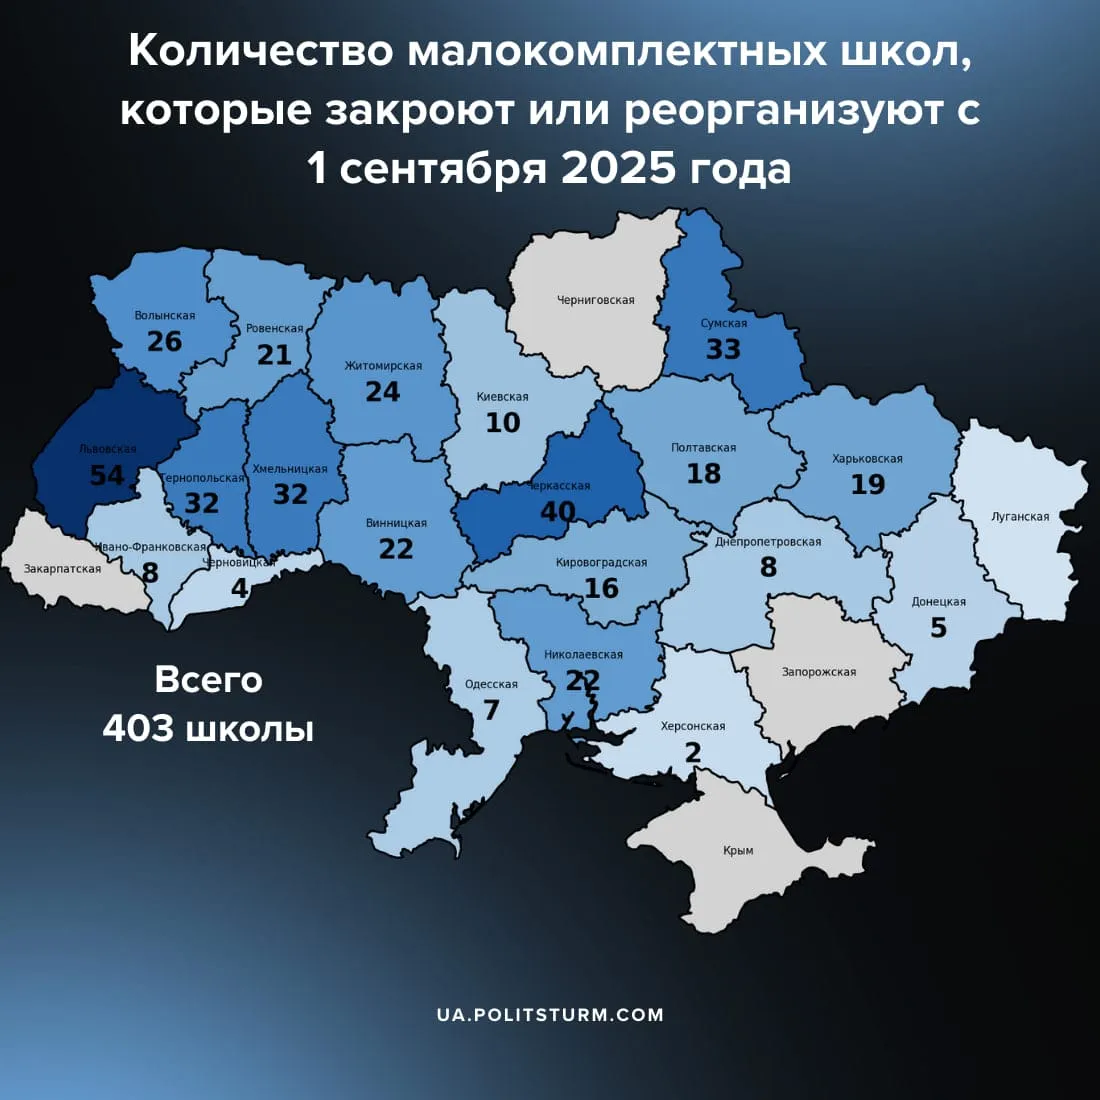 Количество малокомплектных школ,
которые закроют или реорганизуют с
1 сентября 2025 года
Черниговская
Волынская
26
Ровенская
21
Сумская
33
Житомирская
24
Киевская
10
Львовская
54
Тернопольская
32
Хмельницкая
32
Черкасская
40
Полтавская
18
Харьковская
19
Луганская
Винницкая
22
Ивано-Франковская
8
Закарпатская
Черновицкая
4
Кировоградская
16
Днепропетровская
8
Донецкая
5
Николаевская
22
Одесская
7
Запорожская
Херсонская
2
Крым
Всего
403 школы
UA.POLITSTURM.COM